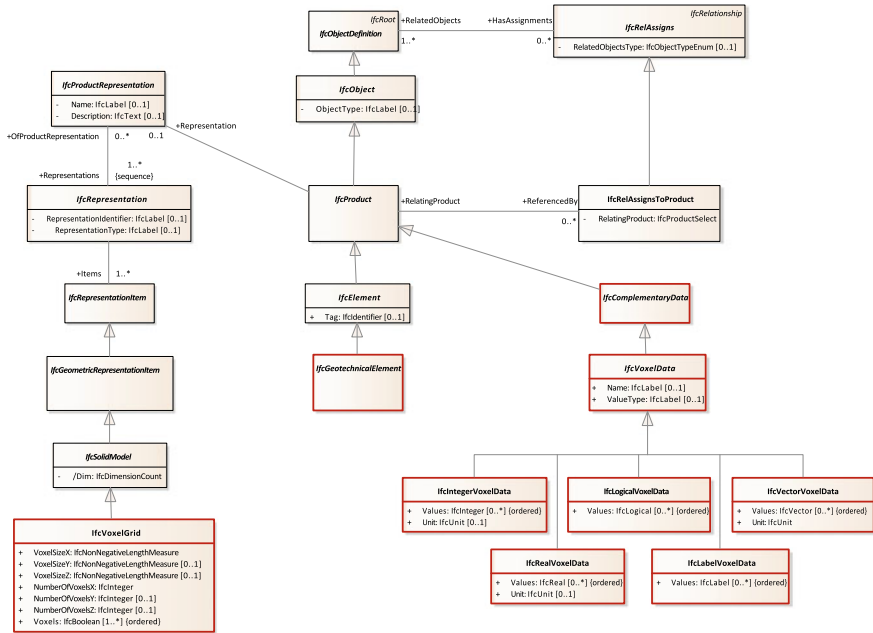 IfcRoot
IfcObjectDefinition
+RelatedObjects
1..*
+HasAssignments
0..*
IfcRelationship
IfcRelAssigns
- RelatedObjectsType: IfcObjectTypeEnum [0..1]
IfcProductRepresentation
- Name: IfcLabel [0..1]
- Description: IfcText [0..1]
IfcObject
- ObjectType: IfcLabel [0..1]
+OfProductRepresentation
0..*
0..1
+Representation
1..*
+Representations
{sequence}
IfcRepresentation
- RepresentationIdentifier: IfcLabel [0..1]
- RepresentationType: IfcLabel [0..1]
IfcProduct
+RelatingProduct
+ReferencedBy
0..*
IfcRelAssignsToProduct
- RelatingProduct: IfcProductSelect
+Items
1..*
IfcRepresentationItem
IfcElement
+ Tag: IfcIdentifier [0..1]
IfcComplementaryData
IfcGeometricRepresentationItem
IfcGeotechnicalElement
IfcVoxelData
+ Name: IfcLabel [0..1]
+ ValueType: IfcLabel [0..1]
IfcSolidModel
- /Dim: IfcDimensionCount
IfcIntegerVoxelData
+ Values: IfcInteger [0..*] {ordered}
+ Unit: IfcUnit [0..1]
IfcLogicalVoxelData
+ Values: IfcLogical [0..*] {ordered}
IfcVectorVoxelData
+ Values: IfcVector [0..*] {ordered}
+ Unit: IfcUnit
IfcVoxelGrid
+ VoxelSizeX: IfcNonNegativeLengthMeasure
+ VoxelSizeY: IfcNonNegativeLengthMeasure [0..1]
+ VoxelSizeZ: IfcNonNegativeLengthMeasure [0..1]
+ NumberOfVoxelsX: IfcInteger
+ NumberOfVoxelsY: IfcInteger [0..1]
+ NumberOfVoxelsZ: IfcInteger [0..1]
+ Voxels: IfcBoolean [1..*] {ordered}
IfcRealVoxelData
+ Values: IfcReal [0..*] {ordered}
+ Unit: IfcUnit [0..1]
IfcLabelVoxelData
+ Values: IfcLabel [0..*] {ordered}